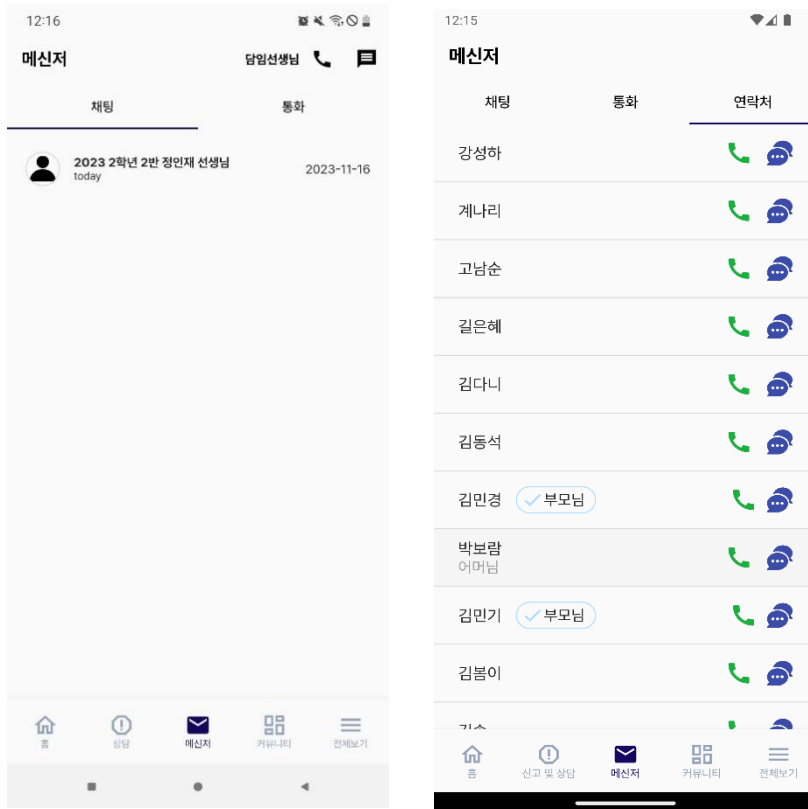 12:16
메신저
담임선생님
채팅
통화
2023 2학년 2반 정인재 선생님
today
2023-11-16
홈
상담
메신저
커뮤니티
전체보기
12:15
메신저
채팅
통화
연락처
강성하
계나리
고남순
길은혜
김다니
김동석
김민경
부모님
박보람
어머님
김민기
부모님
김봄이
홈
신고 및 상담
메신저
커뮤니티
전체보기